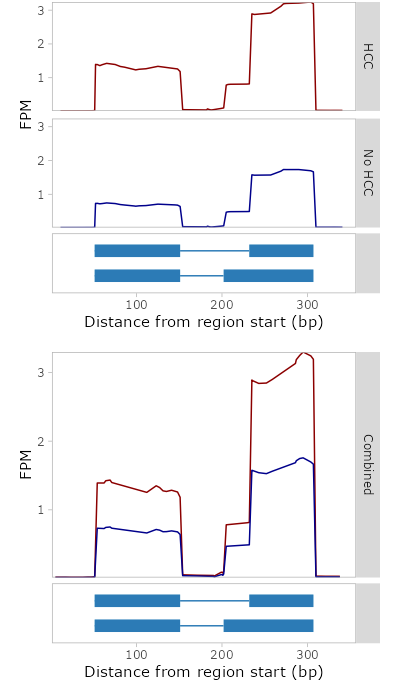 3
2
1
HCC
FPM
3
2
1
No HCC
100
200
300
Distance from region start (bp)
3
2
1
FPM
Combined
100
200
300
Distance from region start (bp)